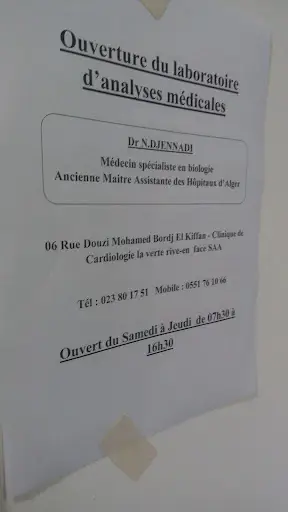 Ouverture du laboratoire
d'analyses médicales
Dr N.DJENNADI
Médecin spécialiste en biologie
Ancienne Maitre Assistante des Hôpitaux d'Alger
06 Rue Douzi Mohamed Bordj El Kiffan - Clinique de
Cardiologie la verte rive-en face SAA
Tél : 023 80 17 51 Mobile : 0551 76 10 66
Ouvert du Samedi à Jeudi de 07h30 à
16h30